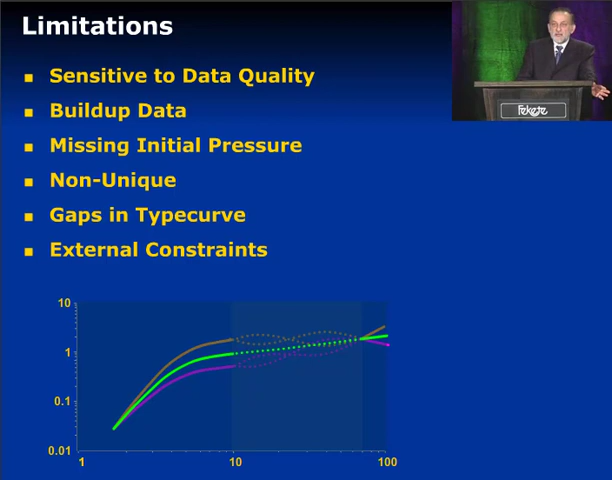 Limitations
Sensitive to Data Quality
Buildup Data
Missing Initial Pressure
Non-Unique
Gaps in Typecurve
External Constraints
Fekete
10
1
0.1
0.01
1
10
100